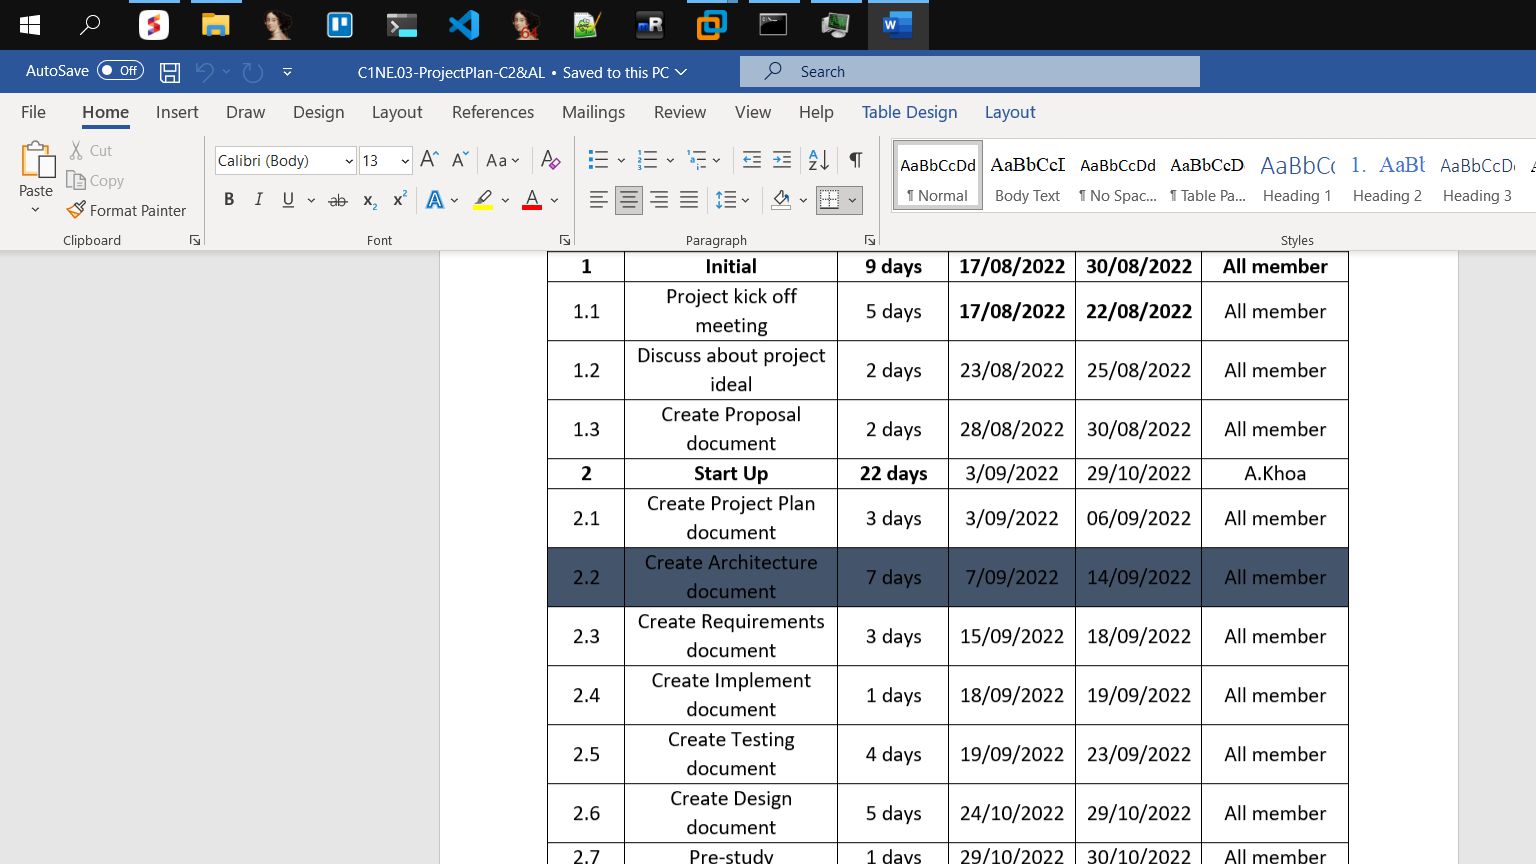 AutoSave Off C1NE.03-ProjectPlan-C2&AL • Saved to this PC Search
File Home Insert Draw Design Layout References Mailings Review View Help Table Design Layout
Paste
Cut
Copy
Format Painter
Clipboard
Calibri (Body) 13
Font
Paragraph
AaBbCcDd AaBbCcI AaBbCcDd AaBbCcD AaBbCc 1. AaBb AaBbCcDc
¶ Normal Body Text ¶ No Spac... ¶ Table Pa... Heading 1 Heading 2 Heading 3
Styles
1 Initial 9 days 17/08/2022 30/08/2022 All member
1.1 Project kick off
meeting 5 days 17/08/2022 22/08/2022 All member
1.2 Discuss about project
ideal 2 days 23/08/2022 25/08/2022 All member
1.3 Create Proposal
document 2 days 28/08/2022 30/08/2022 All member
2 Start Up 22 days 3/09/2022 29/10/2022 A.Khoa
2.1 Create Project Plan
document 3 days 3/09/2022 06/09/2022 All member
2.2 Create Architecture
document 7 days 7/09/2022 14/09/2022 All member
2.3 Create Requirements
document 3 days 15/09/2022 18/09/2022 All member
2.4 Create Implement
document 1 days 18/09/2022 19/09/2022 All member
2.5 Create Testing
document 4 days 19/09/2022 23/09/2022 All member
2.6 Create Design
document 5 days 24/10/2022 29/10/2022 All member
2.7 Pre-study 1 days 29/10/2022 30/10/2022 All member